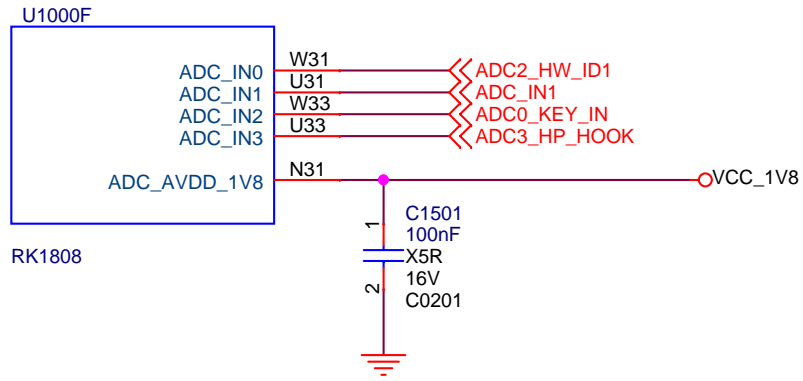 U1000F
ADC_IN0 W31 ADC2_HW_ID1
ADC_IN1 U31 ADC_IN1
ADC_IN2 W33 ADC0_KEY_IN
ADC_IN3 U33 ADC3_HP_HOOK
ADC_AVDD_1V8 N31 VCC_1V8
RK1808
1
C1501
100nF
X5R
16V
2
C0201